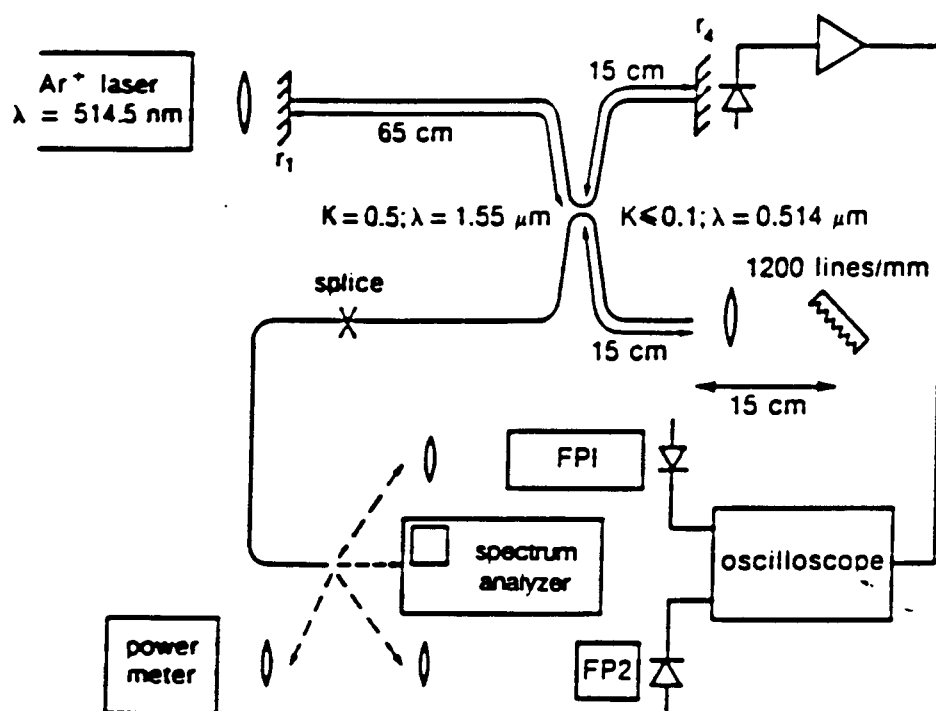 Ar+ laser
λ = 514.5 nm
r1
65 cm
15 cm
r4
K=0.5; λ = 1.55 μm
K⩽0.1; λ = 0.514 μm
1200 lines/mm
splice
15 cm
15 cm
FPI
spectrum
analyzer
oscilloscope
power
meter
FP2